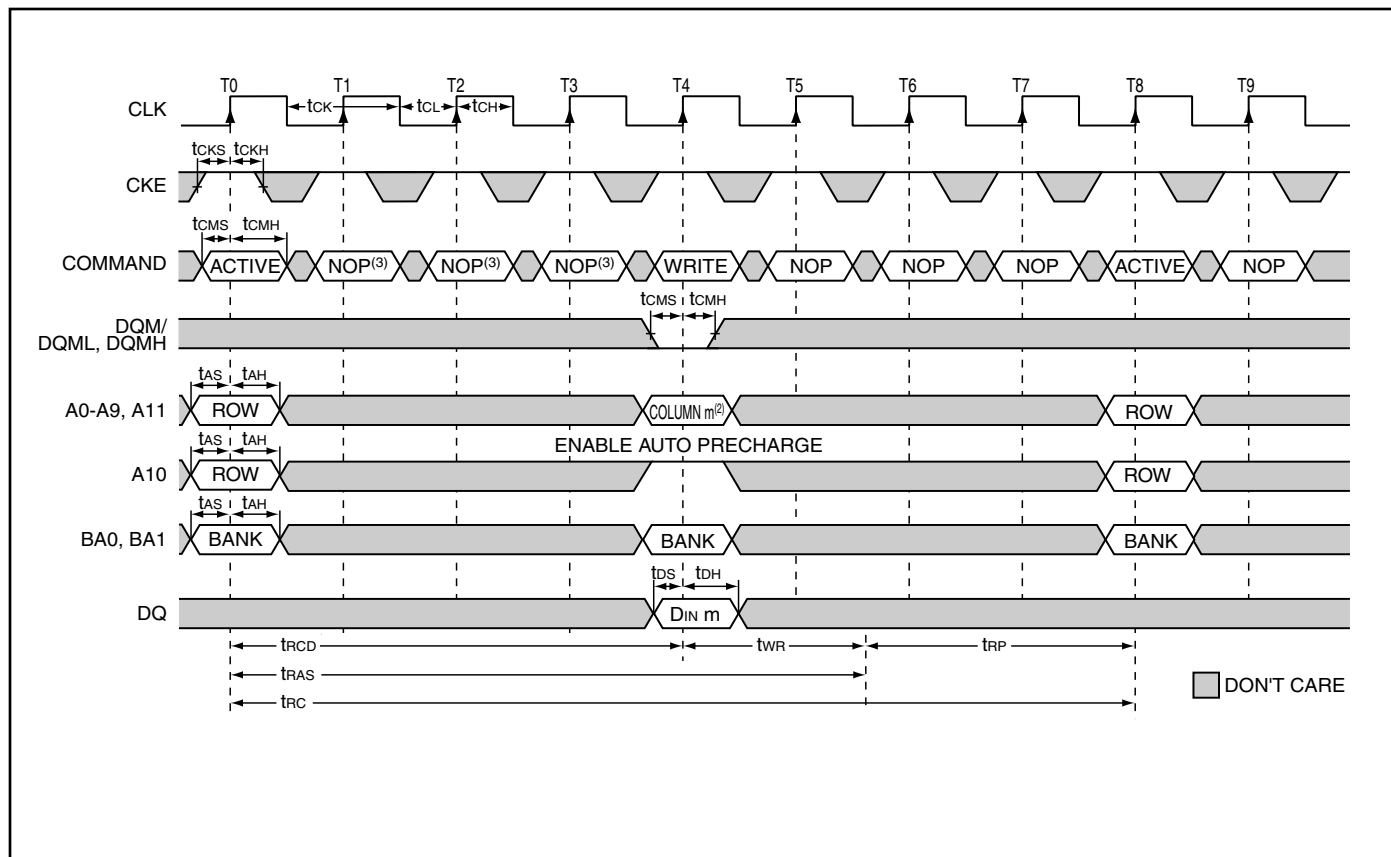 T0 T1 T2 T3 T4 T5 T6 T7 T8 T9
CLK tCK tCL tCH
tCKS tCKH
CKE
tCMS tCMH
COMMAND ACTIVE NOP(3) NOP(3) NOP(3) WRITE NOP NOP NOP ACTIVE NOP
tCMS tCMH
DQM/
DQML, DQMH
tAS tAH
A0-A9, A11 ROW COLUMN m(2) ROW
tAS tAH ENABLE AUTO PRECHARGE
A10 ROW ROW
tAS tAH
BA0, BA1 BANK BANK BANK
tDS tDH
DQ DIN m
tRCD tWR tRP
tRAS
DON'T CARE
tRC